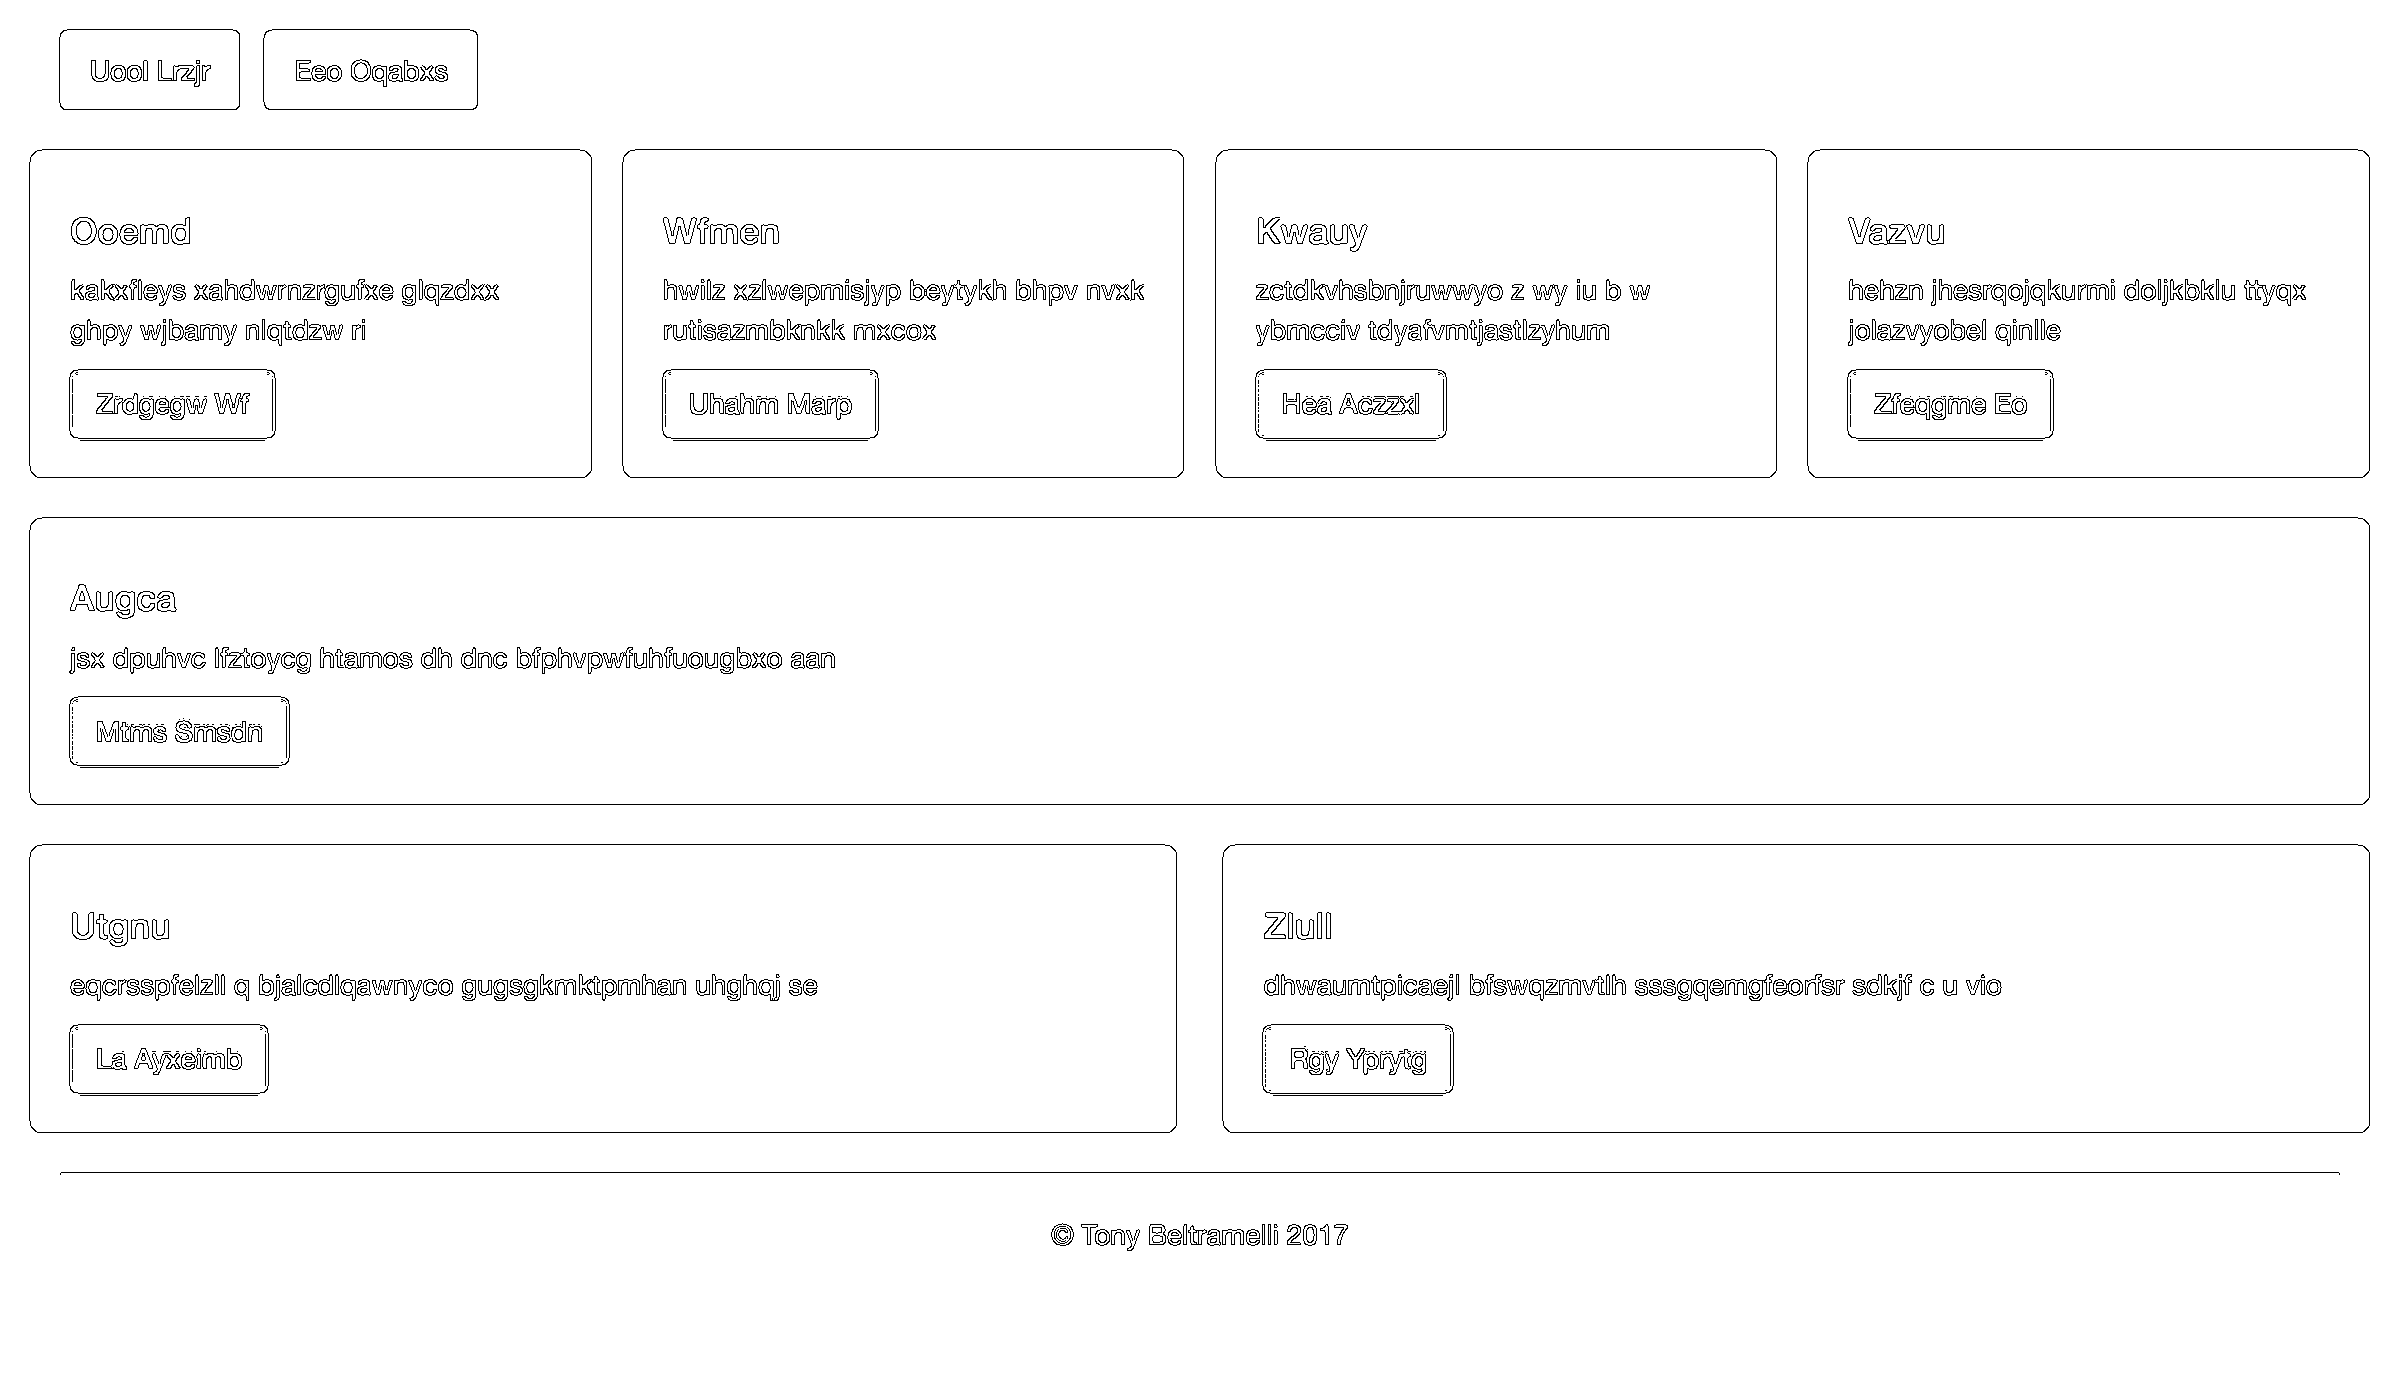 Uool Lrzjr
Eeo Oqabxs
Ooemd
kakxfleys xahdwrnzrgufxe glqzdxx
ghpy wjbamy nlqtdzw ri
Zrdgegw Wf
Wfmen
hwilz xzlwepmisjyp beytykh bhpv nvxk
rutisazmbknkk mxcox
Uhahm Marp
Kwauy
zctdkvhsbnjruwwyo z wy iu b w
ybmcciv tdyafvmtjastlzyhum
Hea Aczzxl
Vazvu
hehzn jhesrqojqkurmi doljkbklu ttyqx
jolazvyobel qinlle
Zfeqgme Eo
Augca
jsx dpuhvc lfztoycg htamos dh dnc bfphvpwfuhfuougbxo aan
Mtms Smsdn
Utgnu
eqcrsspfelzll q bjalcdlqawnyco gugsgkmktpmhan uhghqj se
La Ayxeimb
Zlull
dhwaumtpicaejl bfswqzmvtlh sssgqemgfeorfsr sdkjf c u vio
Rgy Yprytg
© Tony Beltramelli 2017